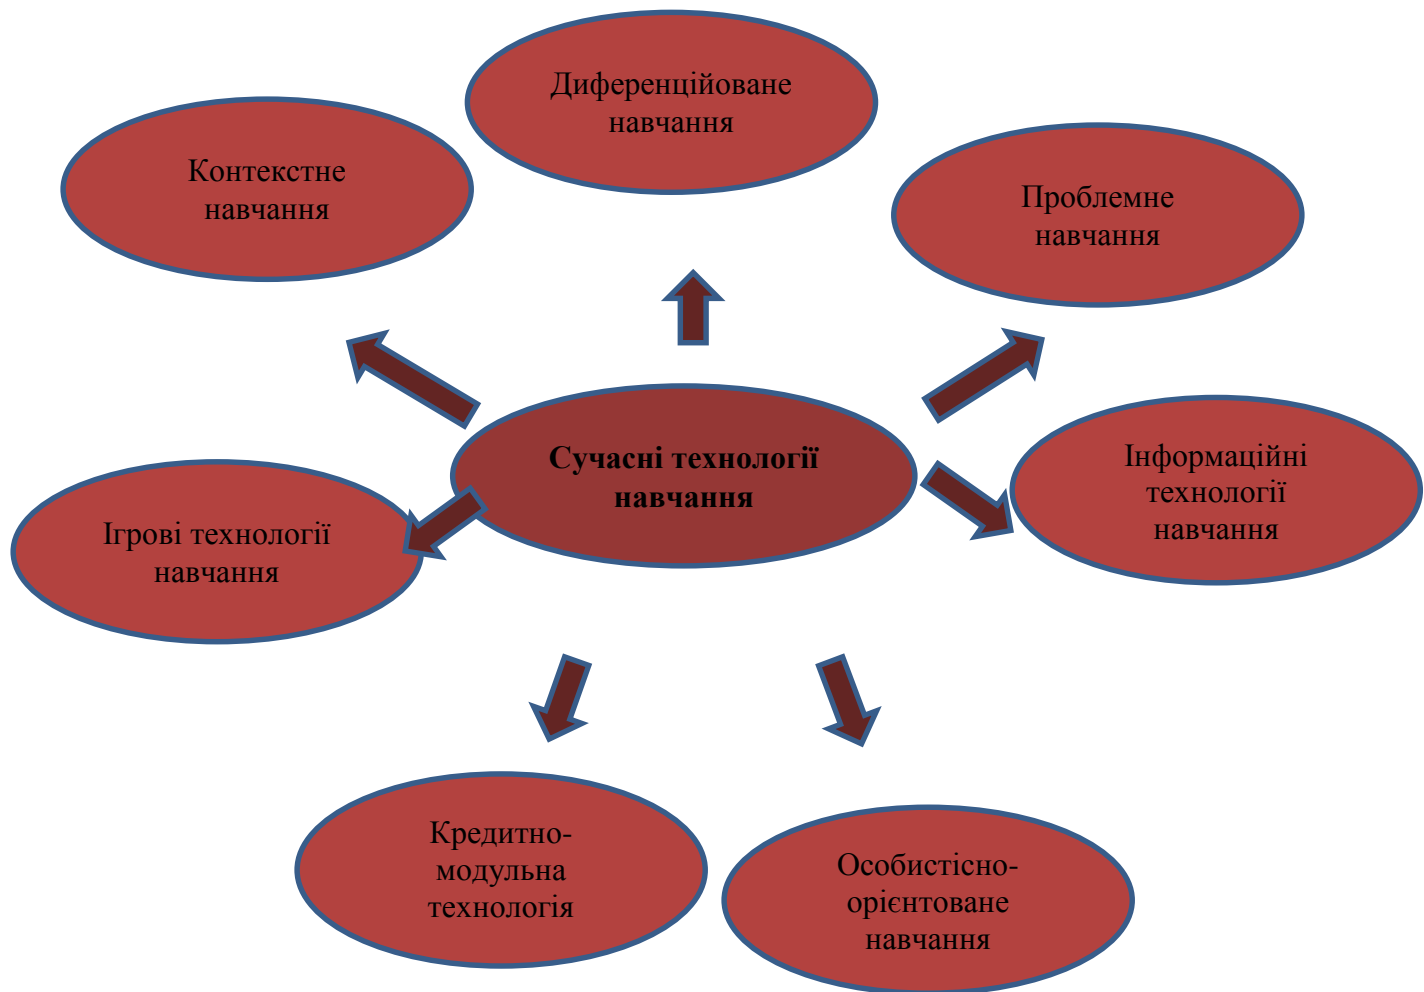 Диференційоване
навчання
Контекстне
навчання
Проблемне
навчання
Сучасні технології
навчання
Інформаційні
технології
навчання
Ігрові технології
навчання
Кредитно-
модульна
технологія
Особистісно-
орієнтоване
навчання